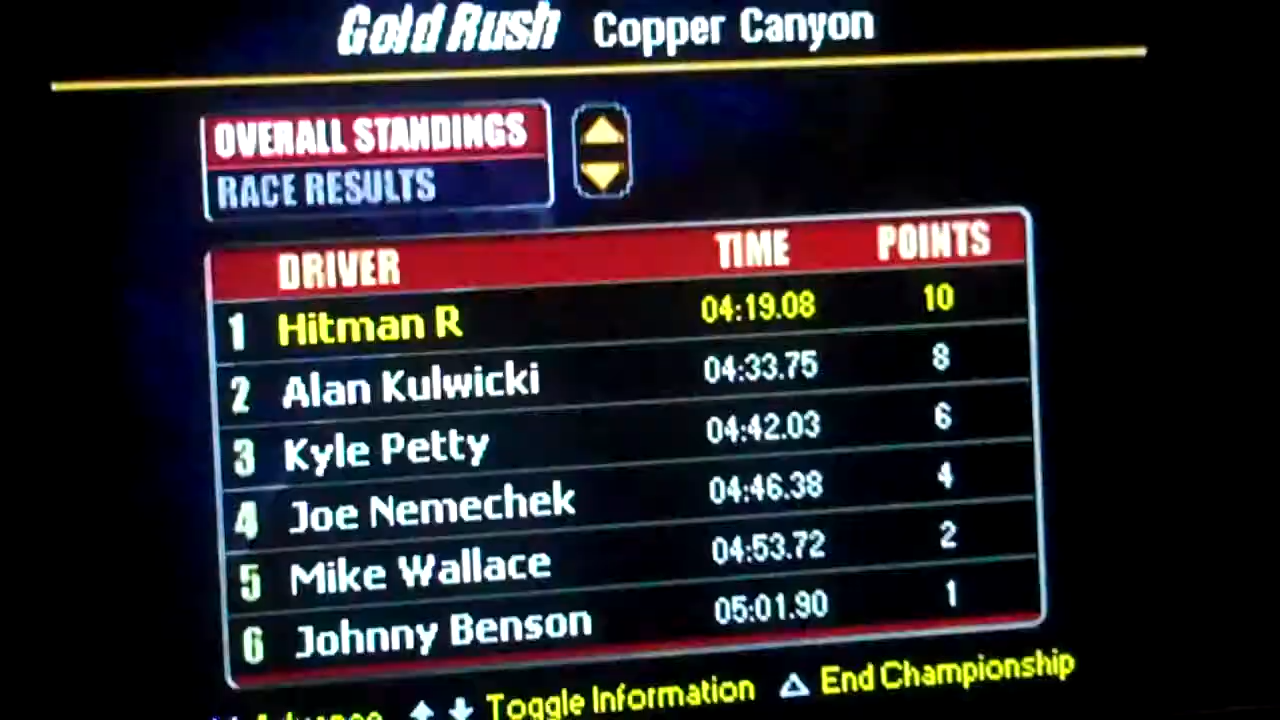 Gold Rush Copper Canyon
OVERALL STANDINGS
RACE RESULTS
DRIVER TIME POINTS
1 Hitman R 04:19.08 10
2 Alan Kulwicki 04:33.75 8
3 Kyle Petty 04:42.03 6
4 Joe Nemechek 04:46.38 4
5 Mike Wallace 04:53.72 2
6 Johnny Benson 05:01.90 1
Advance Toggle Information End Championship